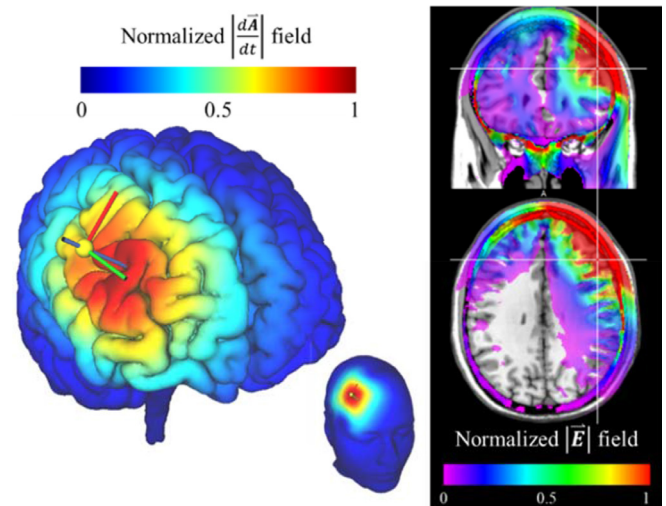 Normalized |dA⃗/dt| field
0 0.5 1
A
Normalized |E⃗| field
0 0.5 1